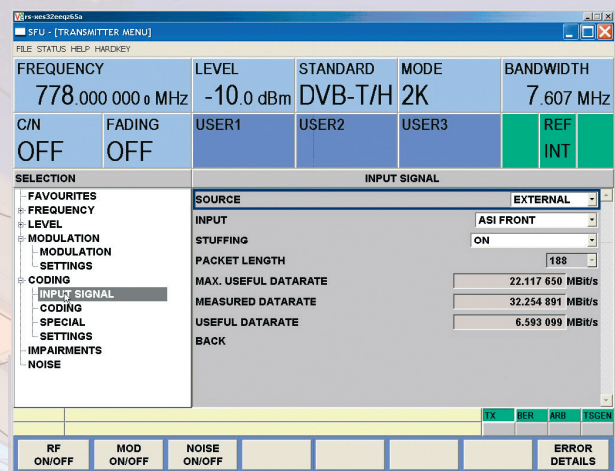 rs-xes32eeqz65a
SFU - [TRANSMITTER MENU]
FILE STATUS HELP HARDKEY
FREQUENCY LEVEL STANDARD MODE BANDWIDTH
778.000 000 0 MHz -10.0 dBm DVB-T/H 2K 7.607 MHz
C/N FADING USER1 USER2 USER3 REF
OFF OFF INT
SELECTION INPUT SIGNAL
FAVOURITES
FREQUENCY
LEVEL
MODULATION
MODULATION
SETTINGS
CODING
INPUT SIGNAL
CODING
SPECIAL
SETTINGS
IMPAIRMENTS
NOISE
SOURCE EXTERNAL
INPUT ASI FRONT
STUFFING ON
PACKET LENGTH 188
MAX. USEFUL DATARATE 22.117 650 MBit/s
MEASURED DATARATE 32.254 891 MBit/s
USEFUL DATARATE 6.593 099 MBit/s
BACK
TX BER ARB TSGEN
RF ON/OFF
MOD ON/OFF
NOISE ON/OFF
ERROR DETAILS